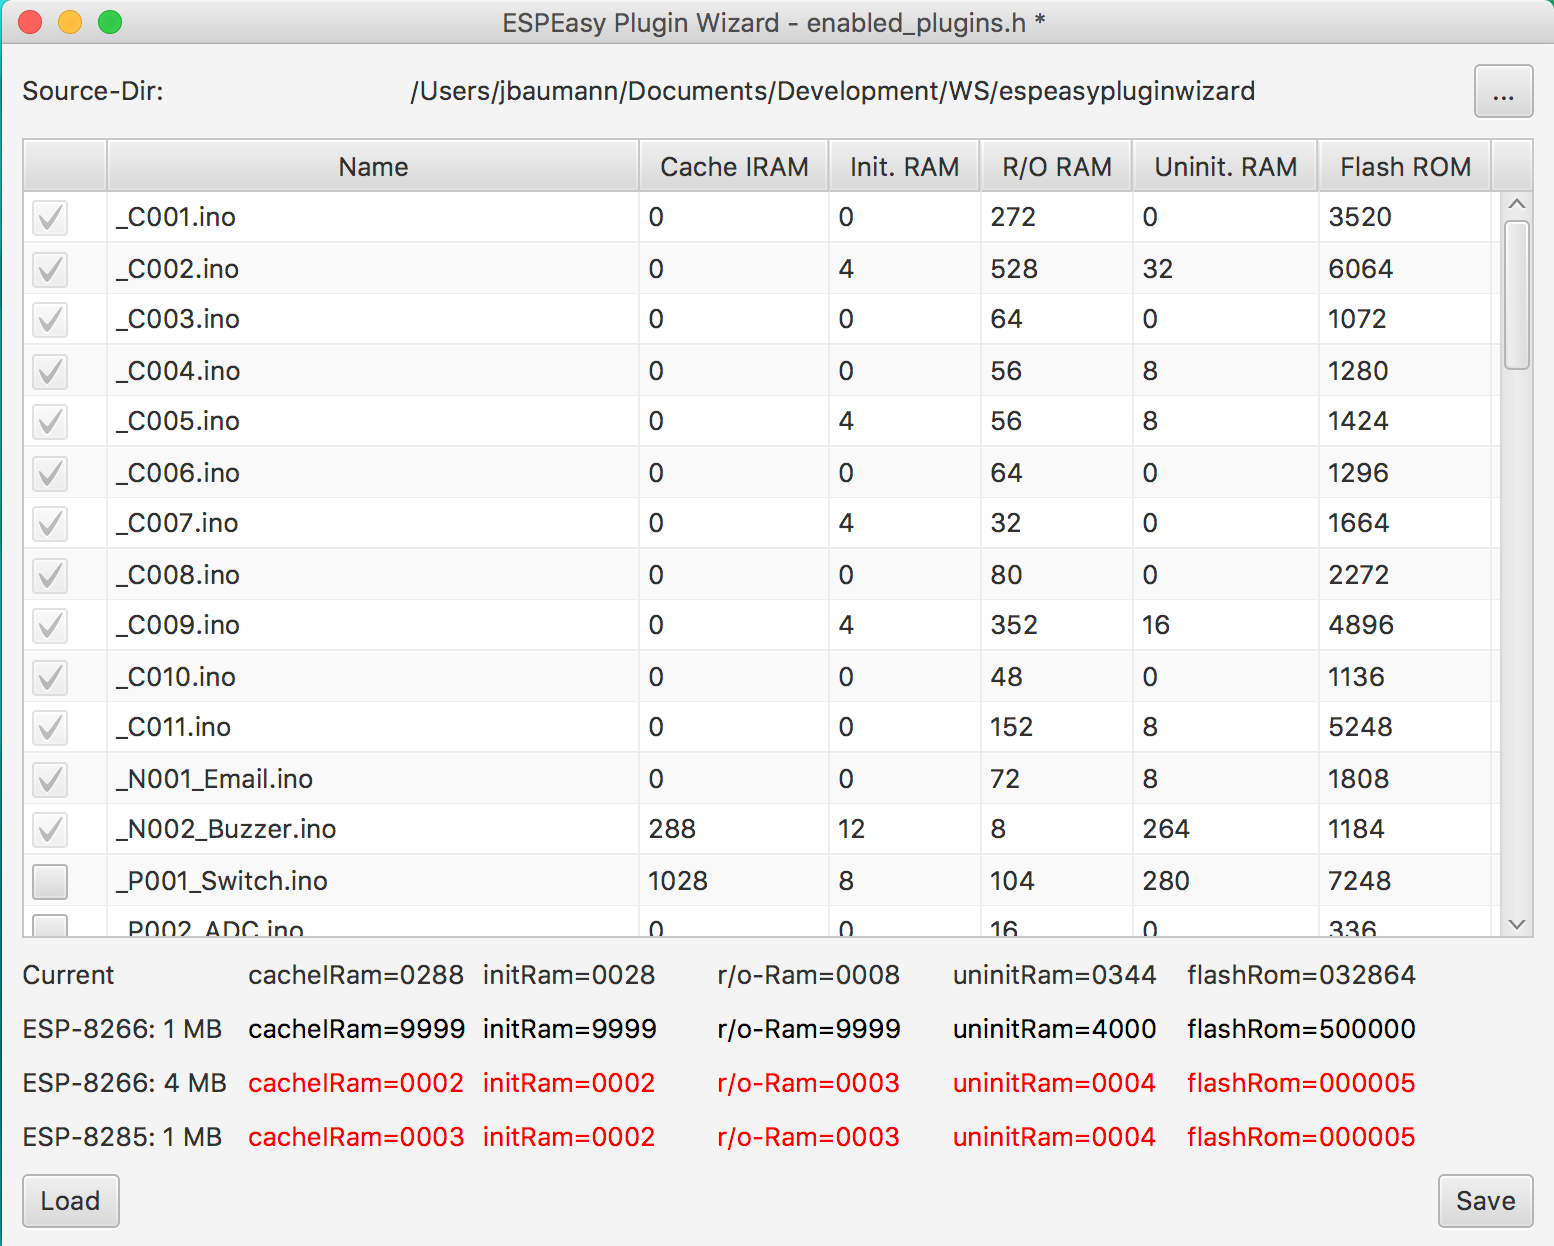 ESPEasy Plugin Wizard - enabled_plugins.h *
Source-Dir: /Users/jbaumann/Documents/Development/WS/espeasypluginwizard ...
Name Cache IRAM Init. RAM R/O RAM Uninit. RAM Flash ROM
_C001.ino 0 0 272 0 3520
_C002.ino 0 4 528 32 6064
_C003.ino 0 0 64 0 1072
_C004.ino 0 0 56 8 1280
_C005.ino 0 4 56 8 1424
_C006.ino 0 0 64 0 1296
_C007.ino 0 4 32 0 1664
_C008.ino 0 0 80 0 2272
_C009.ino 0 4 352 16 4896
_C010.ino 0 0 48 0 1136
_C011.ino 0 0 152 8 5248
_N001_Email.ino 0 0 72 8 1808
_N002_Buzzer.ino 288 12 8 264 1184
_P001_Switch.ino 1028 8 104 280 7248
_P002_ADC.ino 0 0 16 0 336
Current cacheIRam=0288 initRam=0028 r/o-Ram=0008 uninitRam=0344 flashRom=032864
ESP-8266: 1 MB cacheIRam=9999 initRam=9999 r/o-Ram=9999 uninitRam=4000 flashRom=500000
ESP-8266: 4 MB cacheIRam=0002 initRam=0002 r/o-Ram=0003 uninitRam=0004 flashRom=000005
ESP-8285: 1 MB cacheIRam=0003 initRam=0002 r/o-Ram=0003 uninitRam=0004 flashRom=000005
Load Save